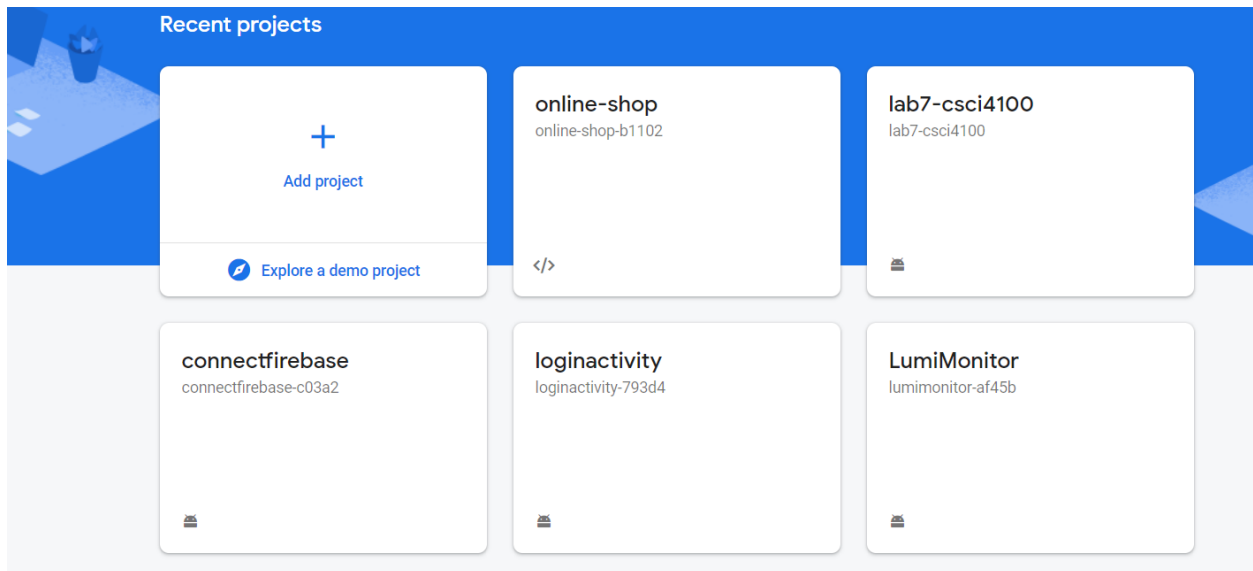 Recent projects
Add project
Explore a demo project
online-shop
online-shop-b1102
</>
lab7-csci4100
lab7-csci4100
connectfirebase
connectfirebase-c03a2
loginactivity
loginactivity-793d4
LumiMonitor
lumimonitor-af45b